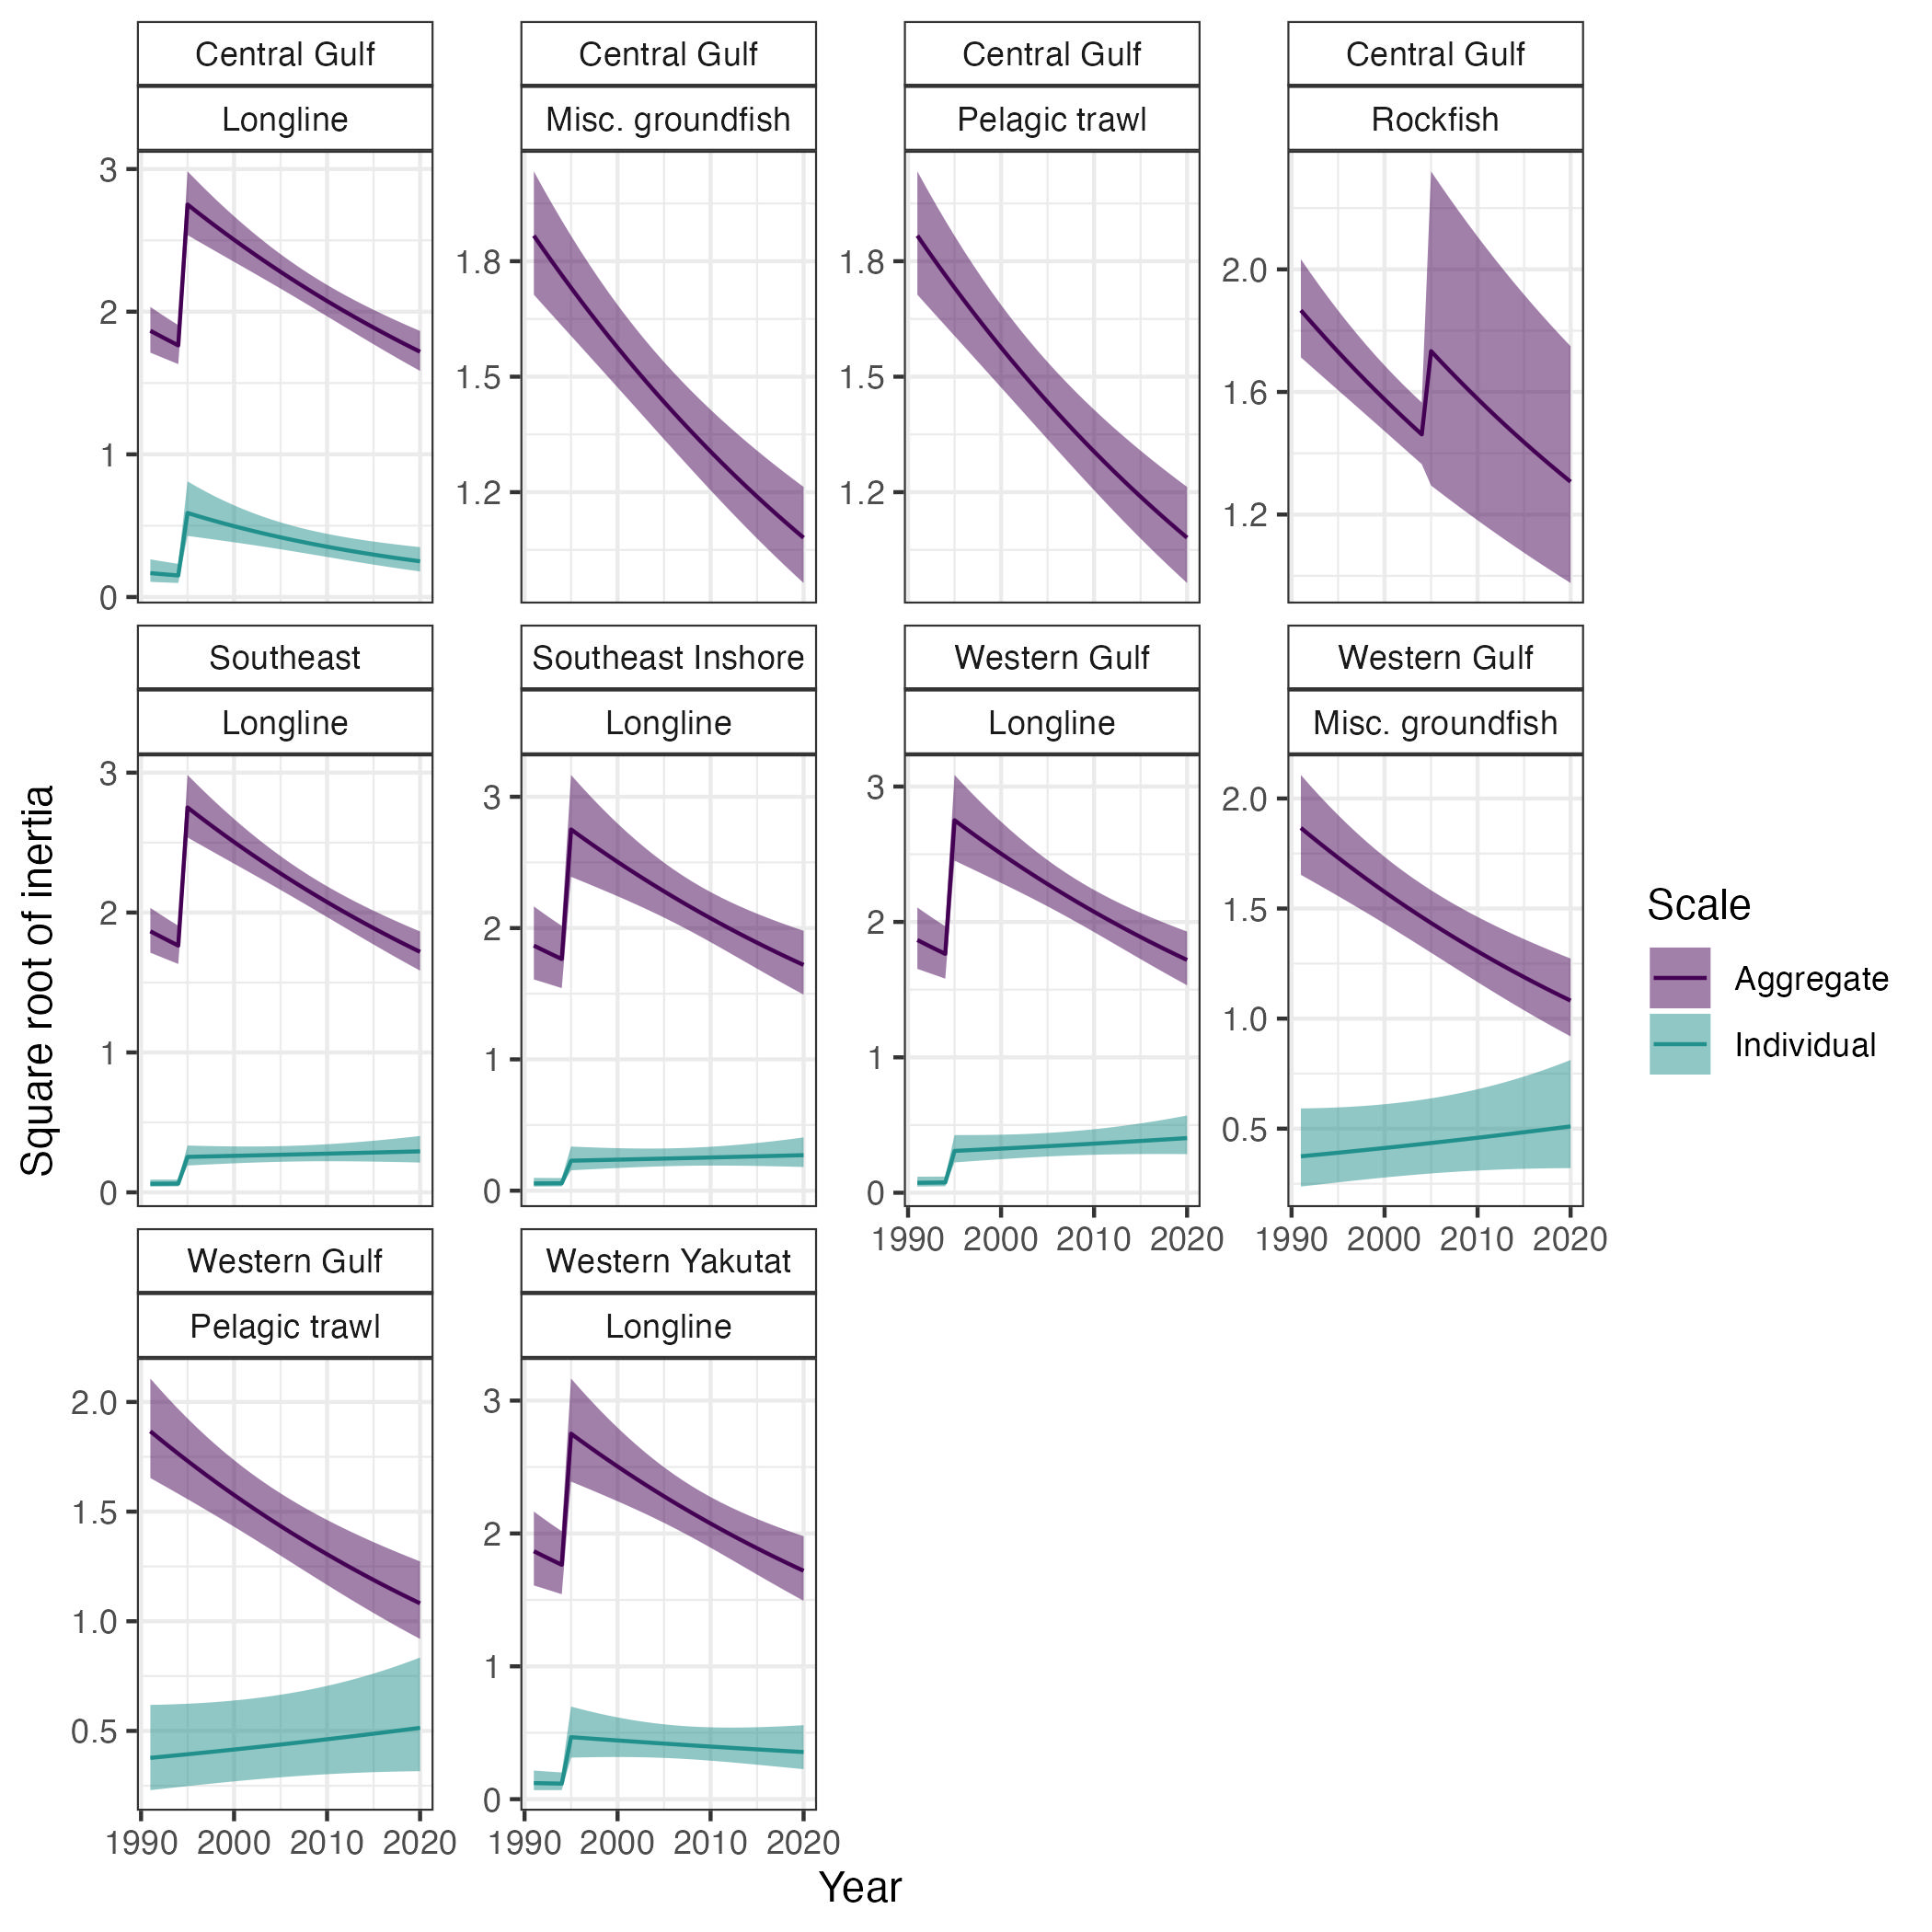 Central Gulf
Longline
Central Gulf
Misc. groundfish
Central Gulf
Pelagic trawl
Central Gulf
Rockfish
3
2
1
0
1.8
1.5
1.2
1.8
1.5
1.2
2.0
1.6
1.2
Southeast
Longline
Southeast Inshore
Longline
Western Gulf
Longline
Western Gulf
Misc. groundfish
3
2
1
0
3
2
1
0
3
2
1
0
2.0
1.5
1.0
0.5
1990 2000 2010 2020
1990 2000 2010 2020
Western Gulf
Pelagic trawl
Western Yakutat
Longline
2.0
1.5
1.0
0.5
3
2
1
0
1990 2000 2010 2020
1990 2000 2010 2020
Year
Square root of inertia
Scale
Aggregate
Individual